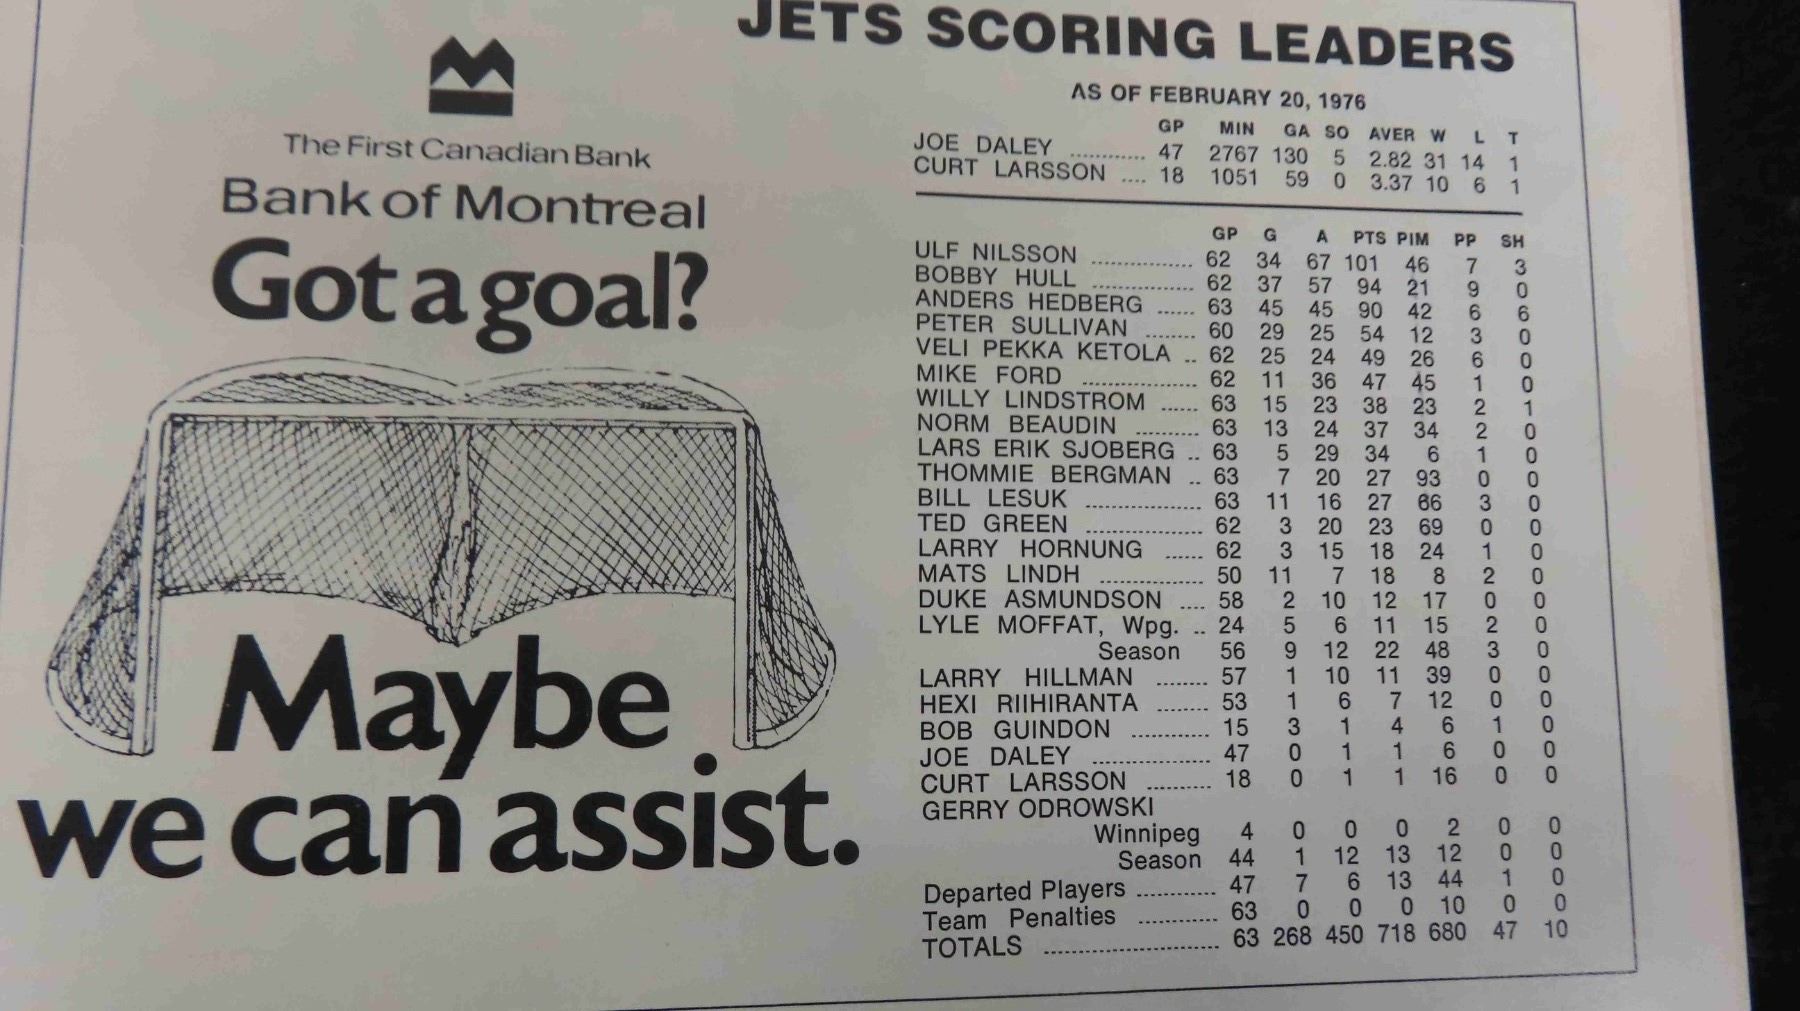 The First Canadian Bank
Bank of Montreal
Got a goal?
Maybe
we can assist.
JETS SCORING LEADERS
AS OF FEBRUARY 20, 1976
GP MIN GA SO AVER W L T
JOE DALEY ........... 47 2767 130 5 2.82 31 14 1
CURT LARSSON .... 18 1051 59 0 3.37 10 6 1
GP G A PTS PIM PP SH
ULF NILSSON ............... 62 34 67 101 46 7 3
BOBBY HULL ............... 62 37 57 94 21 9 0
ANDERS HEDBERG ...... 63 45 45 90 42 6 6
PETER SULLIVAN ........ 60 29 25 54 12 3 0
VELI PEKKA KETOLA .. 62 25 24 49 26 6 0
MIKE FORD ................. 62 11 36 47 45 1 0
WILLY LINDSTROM ...... 63 15 23 38 23 2 1
NORM BEAUDIN .......... 63 13 24 37 34 2 0
LARS ERIK SJOBERG .. 63 5 29 34 6 1 0
THOMMIE BERGMAN .. 63 7 20 27 93 0 0
BILL LESUK ................. 63 11 16 27 86 3 0
TED GREEN ................. 62 3 20 23 69 0 0
LARRY HORNUNG ...... 62 3 15 18 24 1 0
MATS LINDH ................ 50 11 7 18 8 2 0
DUKE ASMUNDSON .... 58 2 10 12 17 0 0
LYLE MOFFAT, Wpg. .. 24 5 6 11 15 2 0
Season 56 9 12 22 48 3 0
LARRY HILLMAN ........ 57 1 10 11 39 0 0
HEXI RIIHIRANTA ........ 53 1 6 7 12 0 0
BOB GUINDON ............ 15 3 1 4 6 1 0
JOE DALEY .................. 47 0 1 1 6 0 0
CURT LARSSON .......... 18 0 1 1 16 0 0
GERRY ODROWSKI
Winnipeg 4 0 0 0 2 0 0
Season 44 1 12 13 12 0 0
Departed Players ............ 47 7 6 13 44 1 0
Team Penalties ............ 63 0 0 0 10 0 0
TOTALS .......................... 63 268 450 718 680 47 10